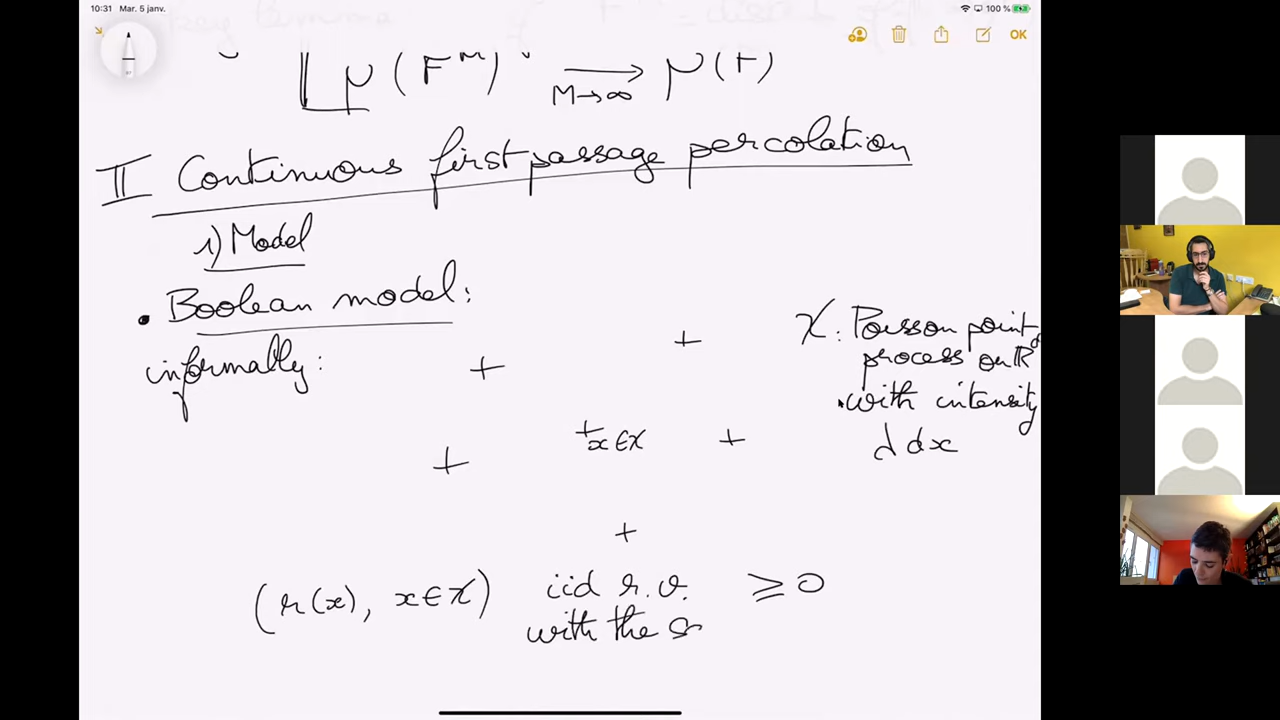 10:31 Mar. 5 janv.
100 %
OK
μ(F^M) →_{M→∞} μ(F)
II Continuous first passage percolation
1) Model
• Boolean model:
informally:
χ: Poisson point
process on ℝ
with intensity
λ dx
x∈χ
(r(x), x∈χ) iid r.v. ≥0
with the sa